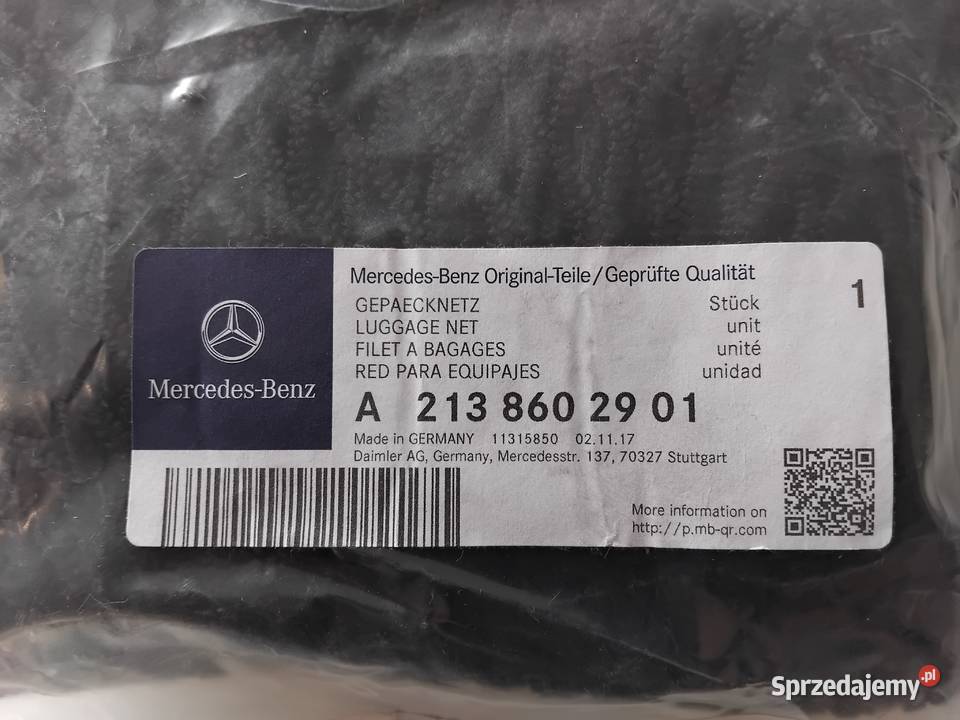 Mercedes-Benz
Mercedes-Benz Original-Teile/Geprüfte Qualität
GEPAECKNETZ Stück 1
LUGGAGE NET unit
FILET A BAGAGES unité
RED PARA EQUIPAJES unidad
A 213 860 29 01
Made in GERMANY 11315850 02.11.17
Daimler AG, Germany, Mercedesstr. 137, 70327 Stuttgart
More information on
http://p.mb-qr.com
Sprzedajemy.pl